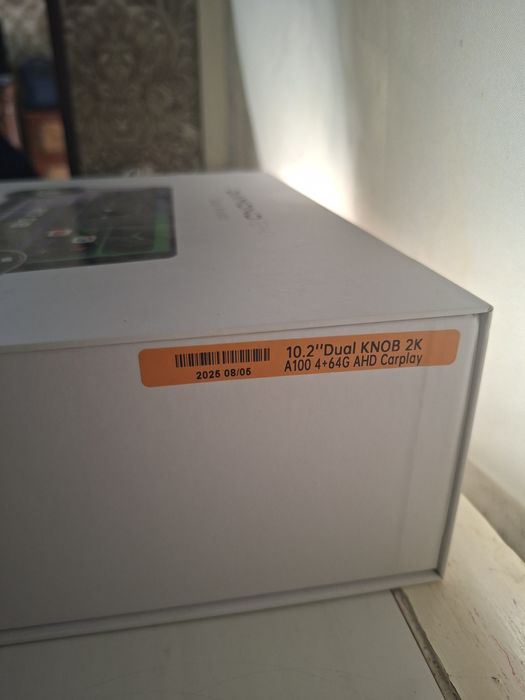 10.2''Dual KNOB 2K
A100 4+64G AHD Carplay
2025 08/05